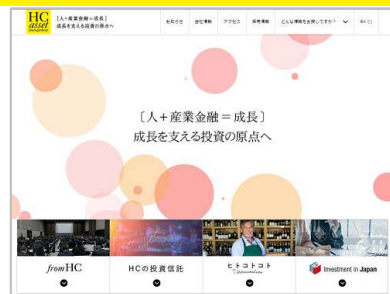 HC
asset
MANAGEMENT
[人+産業金融=成長]
成長を支える投資の原点へ
お知らせ 会社情報 アクセス 採用情報 どんな情報をお探しですか?
〔人+産業金融=成長〕
成長を支える投資の原点へ
from HC
HCの投資信託
ヒトコトコト
Investment in Japan